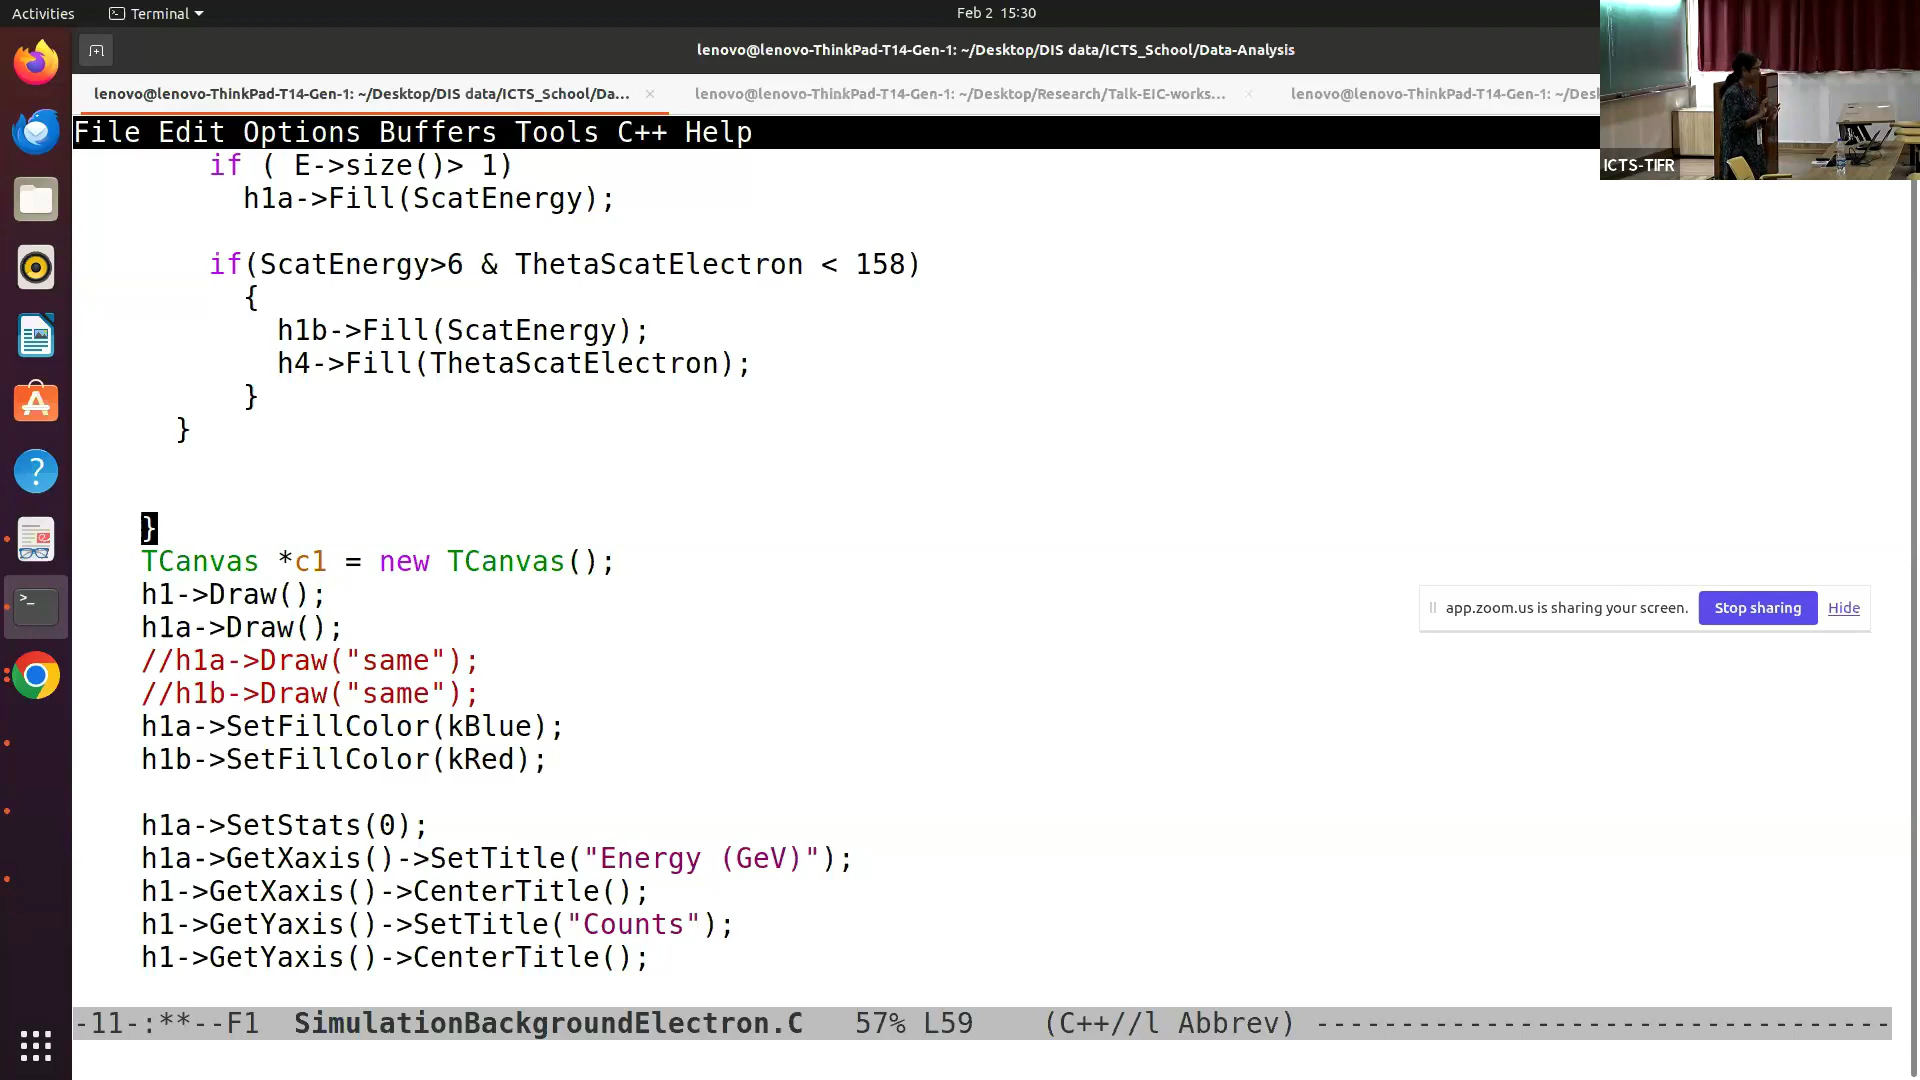 Activities
Terminal
Feb 2 15:30
lenovo@lenovo-ThinkPad-T14-Gen-1: ~/Desktop/DIS data/ICTS_School/Data-Analysis
lenovo@lenovo-ThinkPad-T14-Gen-1: ~/Desktop/DIS data/ICTS_School/Da...
lenovo@lenovo-ThinkPad-T14-Gen-1: ~/Desktop/Research/Talk-EIC-works...
lenovo@lenovo-ThinkPad-T14-Gen-1: ~/Desk
ICTS-TIFR
File Edit Options Buffers Tools C++ Help
if ( E->size()> 1)
h1a->Fill(ScatEnergy);
if(ScatEnergy>6 & ThetaScatElectron < 158)
{
h1b->Fill(ScatEnergy);
h4->Fill(ThetaScatElectron);
}
}
}
TCanvas *c1 = new TCanvas();
h1->Draw();
h1a->Draw();
//h1a->Draw("same");
//h1b->Draw("same");
h1a->SetFillColor(kBlue);
h1b->SetFillColor(kRed);
h1a->SetStats(0);
h1a->GetXaxis()->SetTitle("Energy (GeV)");
h1->GetXaxis()->CenterTitle();
h1->GetYaxis()->SetTitle("Counts");
h1->GetYaxis()->CenterTitle();
app.zoom.us is sharing your screen.
Stop sharing
Hide
-11-:**--F1 SimulationBackgroundElectron.C 57% L59 (C++//l Abbrev) ----------------------------------